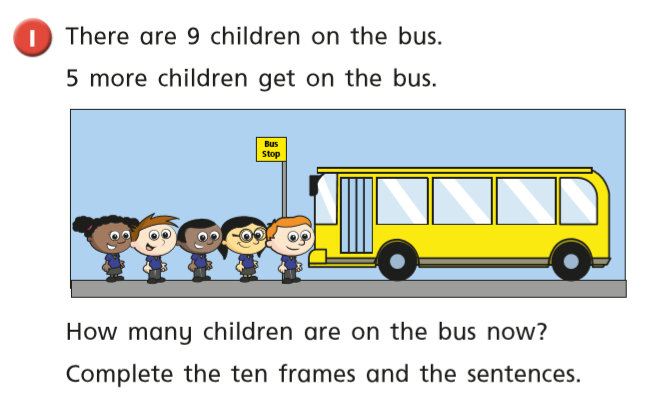 1
There are 9 children on the bus.
5 more children get on the bus.
Bus
Stop
How many children are on the bus now?
Complete the ten frames and the sentences.